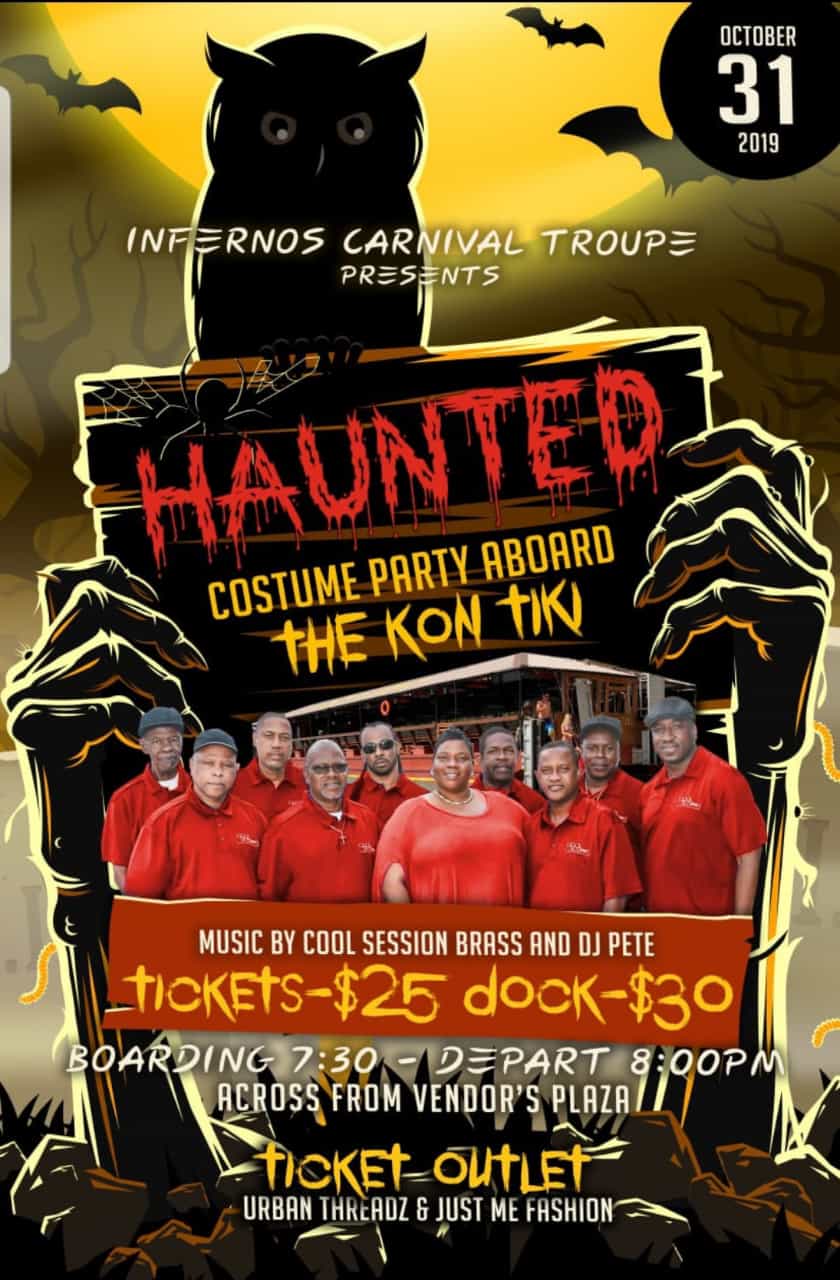 OCTOBER
31
2019
INFERNOS CARNIVAL TROUPE
PRESENTS
HAUNTED
COSTUME PARTY ABOARD
THE KON TIKI
MUSIC BY COOL SESSION BRASS AND DJ PETE
TICKETS-$25 DOCK-$30
BOARDING 7:30 - DEPART 8:00PM
ACROSS FROM VENDOR'S PLAZA
TICKET OUTLET
URBAN THREADZ & JUST ME FASHION